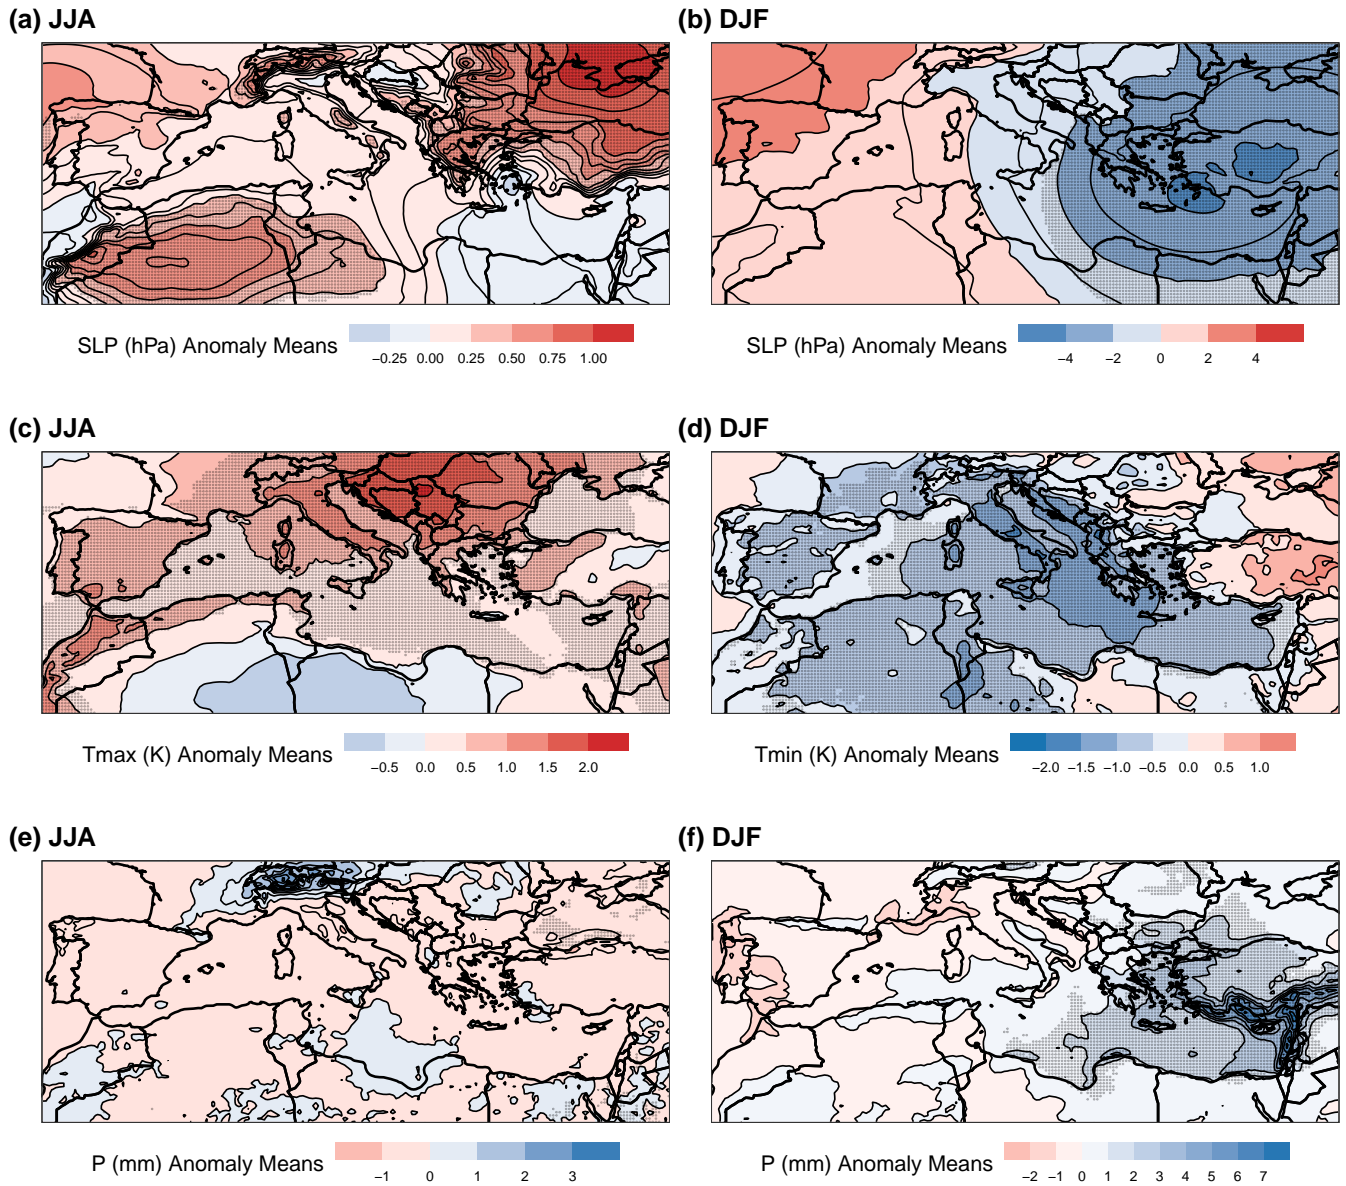 (a) JJA
(b) DJF
SLP (hPa) Anomaly Means
−0.25 0.00 0.25 0.50 0.75 1.00
SLP (hPa) Anomaly Means
−4 −2 0 2 4
(c) JJA
(d) DJF
Tmax (K) Anomaly Means
−0.5 0.0 0.5 1.0 1.5 2.0
Tmin (K) Anomaly Means
−2.0 −1.5 −1.0 −0.5 0.0 0.5 1.0
(e) JJA
(f) DJF
P (mm) Anomaly Means
−1 0 1 2 3
P (mm) Anomaly Means
−2 −1 0 1 2 3 4 5 6 7